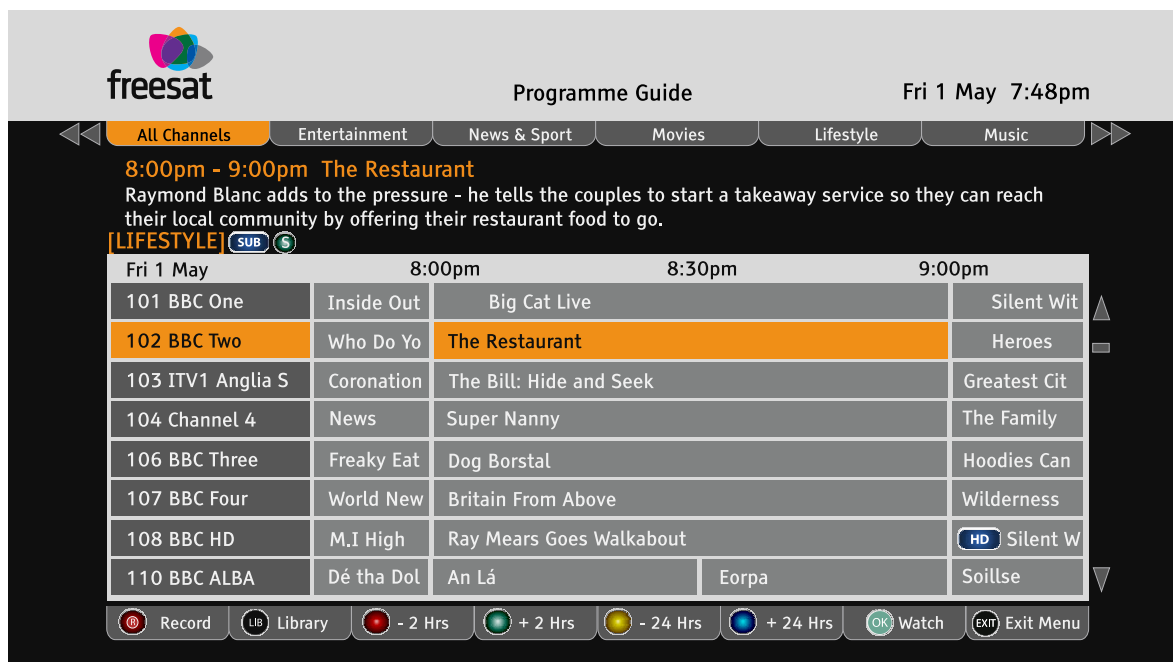 freesat
Programme Guide
Fri 1 May 7:48pm
All Channels Entertainment News & Sport Movies Lifestyle Music
8:00pm - 9:00pm The Restaurant
Raymond Blanc adds to the pressure - he tells the couples to start a takeaway service so they can reach
their local community by offering their restaurant food to go.
[LIFESTYLE] SUB S
Fri 1 May 8:00pm 8:30pm 9:00pm
101 BBC One Inside Out Big Cat Live Silent Wit
102 BBC Two Who Do Yo The Restaurant Heroes
103 ITV1 Anglia S Coronation The Bill: Hide and Seek Greatest Cit
104 Channel 4 News Super Nanny The Family
106 BBC Three Freaky Eat Dog Borstal Hoodies Can
107 BBC Four World New Britain From Above Wilderness
108 BBC HD M.I High Ray Mears Goes Walkabout HD Silent W
110 BBC ALBA Dé tha Dol An Lá Eorpa Soillse
R Record LIB Library - 2 Hrs + 2 Hrs - 24 Hrs + 24 Hrs OK Watch EXIT Exit Menu